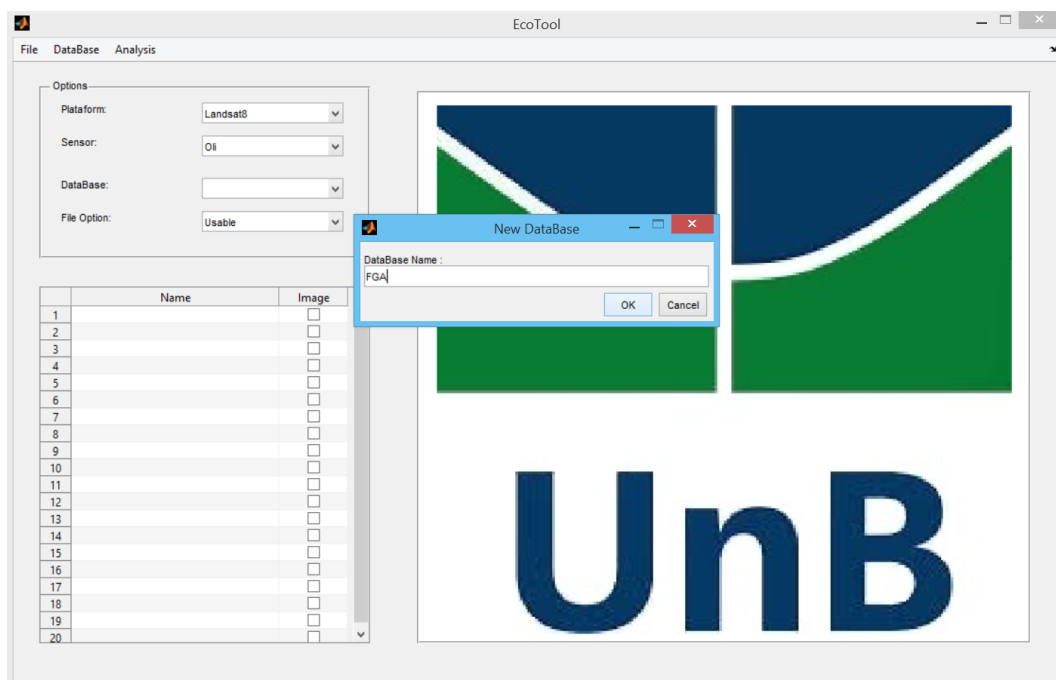 EcoTool
File DataBase Analysis
Options
Plataform:
Landsat8
Sensor:
Oli
DataBase:
File Option:
Usable
New DataBase
DataBase Name :
FGA
OK Cancel
Name Image
1
2
3
4
5
6
7
8
9
10
11
12
13
14
15
16
17
18
19
20
UnB